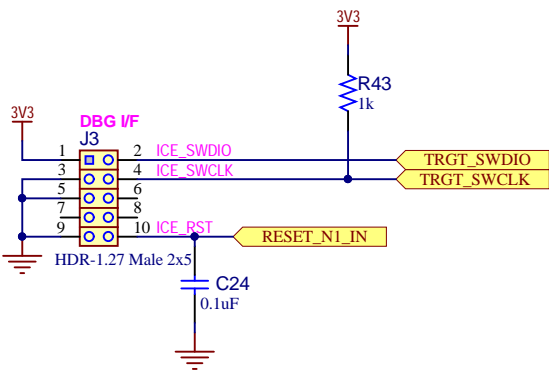 3V3
R43
1k
3V3
DBG I/F
J3
1 2 ICE_SWDIO TRGT_SWDIO
3 4 ICE_SWCLK TRGT_SWCLK
5 6
7 8
9 10 ICE_RST RESET_N1_IN
HDR-1.27 Male 2x5
C24
0.1uF